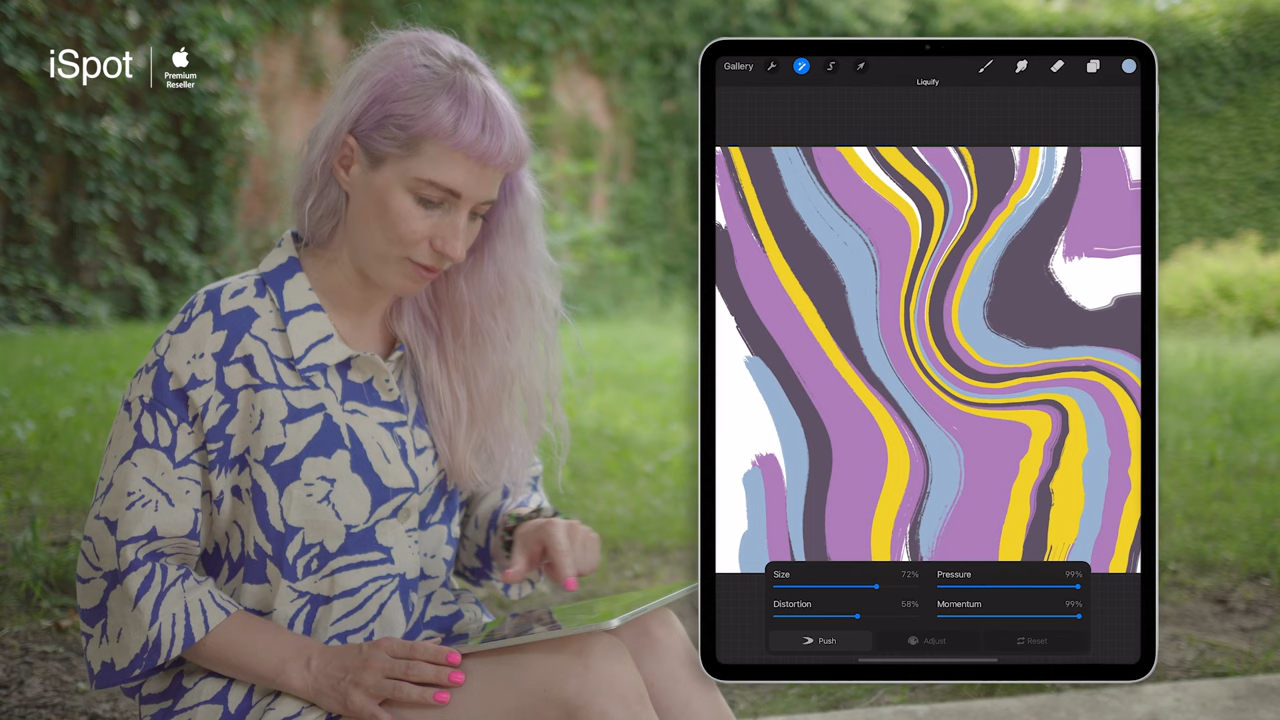 iSpot
Premium
Reseller
Gallery
Liquify
Size 72% Pressure 99%
Distortion 58% Momentum 99%
Push Adjust Reset